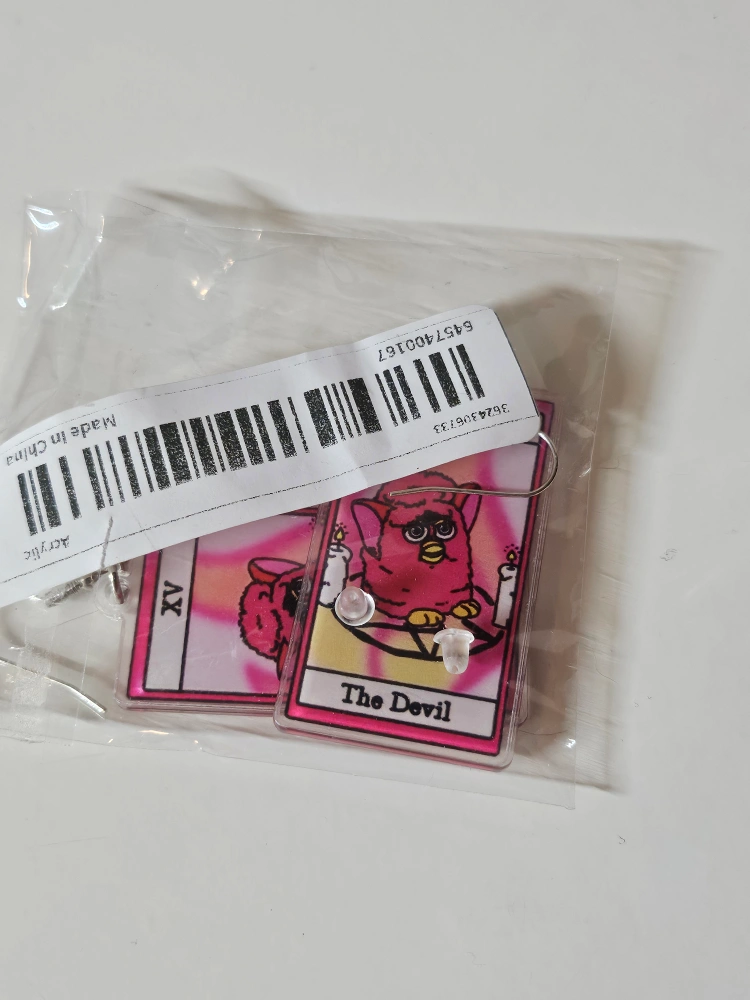 6457400167
3624306733
Made In China
Acrylic
XV
The Devil